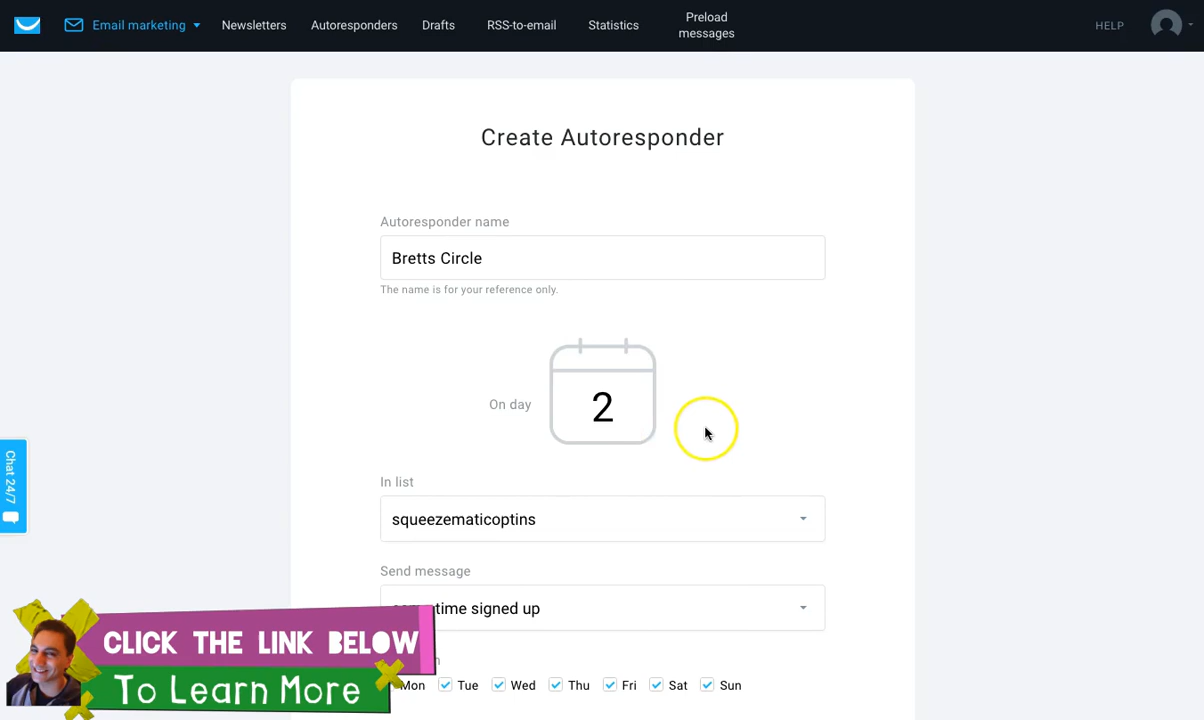 Email marketing
Newsletters
Autoresponders
Drafts
RSS-to-email
Statistics
Preload
messages
HELP
Create Autoresponder
Autoresponder name
Bretts Circle
The name is for your reference only.
On day
2
In list
squeezematicoptins
Send message
time signed up
Chat 24/7
CLICK THE LINK BELOW
To Learn More
Mon Tue Wed Thu Fri Sat Sun